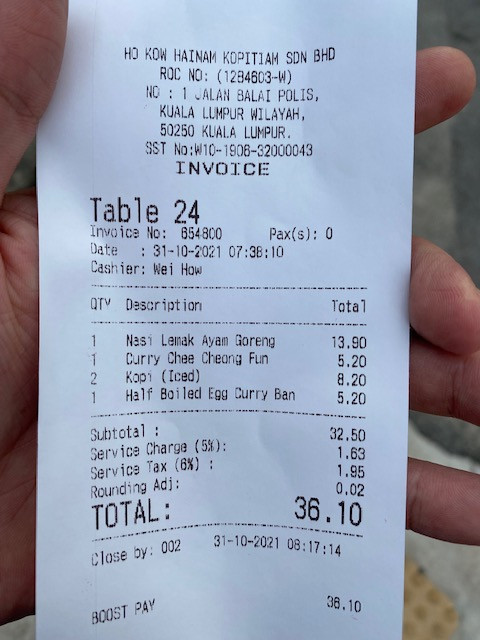 HO KOW HAINAM KOPITIAM SDN BHD
ROC NO: (1284603-W)
NO : 1 JALAN BALAI POLIS,
KUALA LUMPUR WILAYAH,
50250 KUALA LUMPUR.
SST No:W10-1906-32000043
INVOICE
Table 24
Invoice No: 654800 Pax(s): 0
Date : 31-10-2021 07:38:10
Cashier: Wei How
QTY Description Total
1 Nasi Lemak Ayam Goreng 13.90
1 Curry Chee Cheong Fun 5.20
2 Kopi (Iced) 8.20
1 Half Boiled Egg Curry Ban 5.20
Subtotal : 32.50
Service Charge (5%): 1.63
Service Tax (6%) : 1.95
Rounding Adj: 0.02
TOTAL: 36.10
Close by: 002 31-10-2021 08:17:14
BOOST PAY 36.10